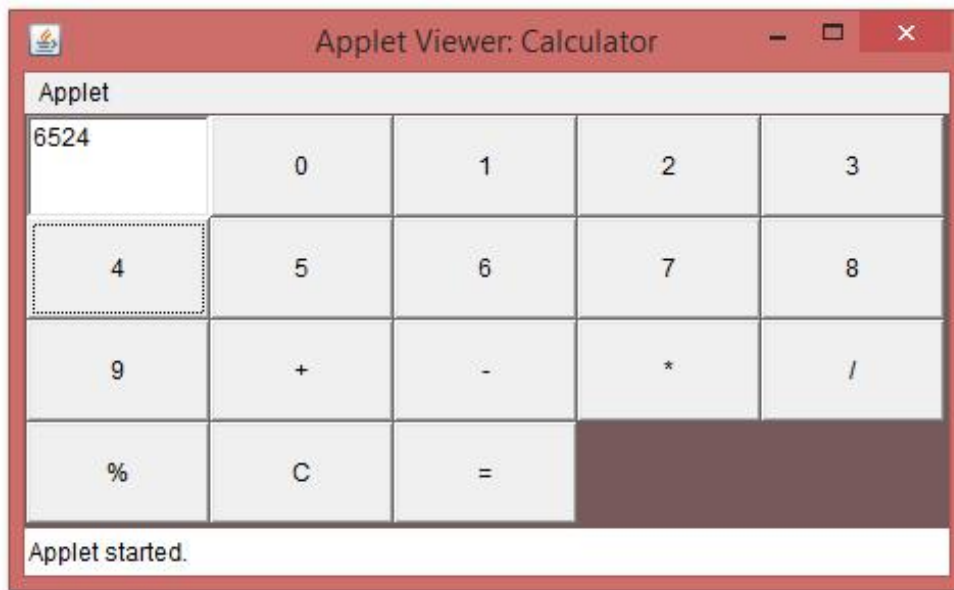 Applet Viewer: Calculator
Applet
6524 0 1 2 3
4 5 6 7 8
9 + - * /
% C =
Applet started.